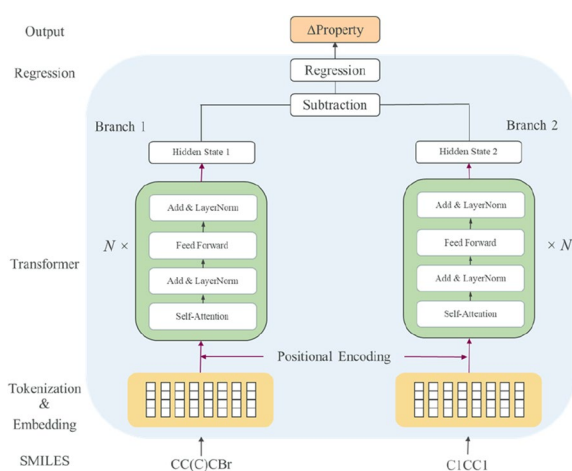 Output
ΔProperty
Regression
Regression
Subtraction
Branch 1
Branch 2
Hidden State 1
Hidden State 2
Transformer
N ×
Add & LayerNorm
Feed Forward
Add & LayerNorm
Self-Attention
Add & LayerNorm
Feed Forward
Add & LayerNorm
Self-Attention
× N
Positional Encoding
Tokenization
&
Embedding
SMILES
CC(C)CBr
C1CC1